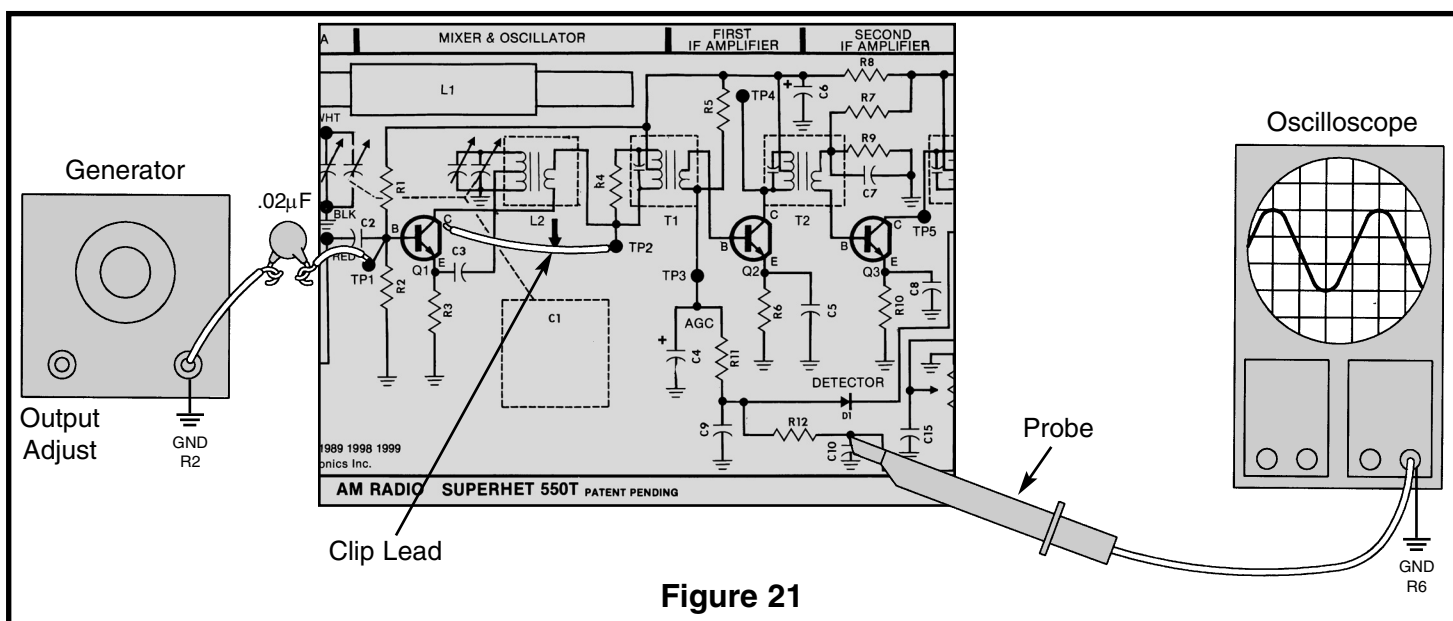 A
MIXER & OSCILLATOR
FIRST
IF AMPLIFIER
SECOND
IF AMPLIFIER
L1
WHT
BLK
RED
R1
C2
TP1
R2
B
C
E
Q1
C3
R3
L2
R4
TP2
T1
R5
TP4
C6
+
R8
R7
R9
C7
T2
B
C
E
Q2
B
C
E
Q3
TP5
TP3
AGC
+
C4
R11
R6
C5
R10
C8
C1
DETECTOR
D1
C9
R12
C10
C15
1989 1998 1999
onics Inc.
AM RADIO SUPERHET 550T PATENT PENDING
Generator
.02µF
Output
Adjust
GND
R2
Clip Lead
Probe
Oscilloscope
GND
R6
Figure 21